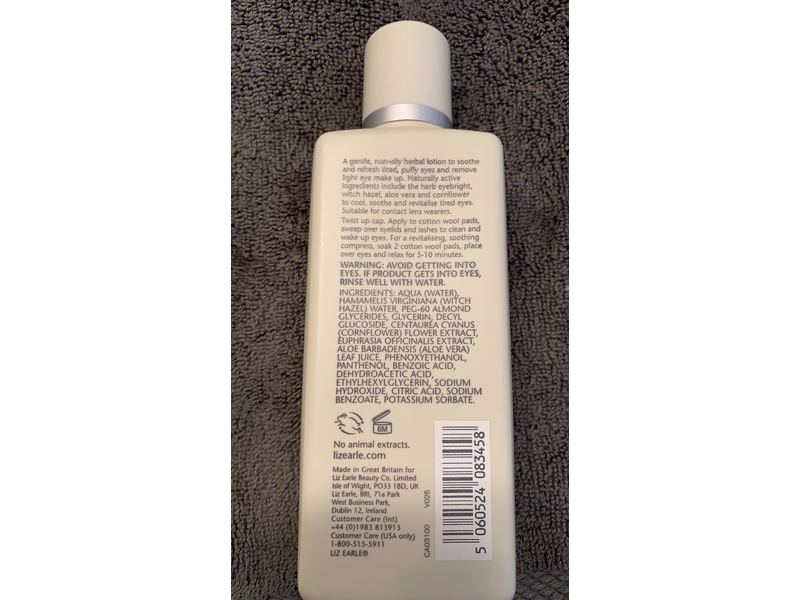 A gentle, non-oily herbal lotion to soothe
and refresh tired, puffy eyes and remove
light eye make up. Naturally active
ingredients include the herb eyebright,
witch hazel, aloe vera and cornflower
to cool, soothe and revitalise tired eyes.
Suitable for contact lens wearers.
Twist up cap. Apply to cotton wool pads,
sweep over eyelids and lashes to clean and
wake up eyes. For a revitalising, soothing
compress, soak 2 cotton wool pads, place
over eyes and relax for 5-10 minutes.
WARNING: AVOID GETTING INTO
EYES. IF PRODUCT GETS INTO EYES,
RINSE WELL WITH WATER.
INGREDIENTS: AQUA (WATER),
HAMAMELIS VIRGINIANA (WITCH
HAZEL) WATER, PEG-60 ALMOND
GLYCERIDES, GLYCERIN, DECYL
GLUCOSIDE, CENTAUREA CYANUS
(CORNFLOWER) FLOWER EXTRACT,
EUPHRASIA OFFICINALIS EXTRACT,
ALOE BARBADENSIS (ALOE VERA)
LEAF JUICE, PHENOXYETHANOL,
PANTHENOL, BENZOIC ACID,
DEHYDROACETIC ACID,
ETHYLHEXYLGLYCERIN, SODIUM
HYDROXIDE, CITRIC ACID, SODIUM
BENZOATE, POTASSIUM SORBATE.
6M
No animal extracts.
lizearle.com
Made in Great Britain for
Liz Earle Beauty Co. Limited
Isle of Wight, PO33 1BD, UK
Liz Earle, BRI, 71a Park
West Business Park,
Dublin 12, Ireland
Customer Care (Int)
+44 (0)1983 813913
Customer Care (USA only)
1-800-515-5911
LIZ EARLE®
CA03100 V026
5 060524 083458